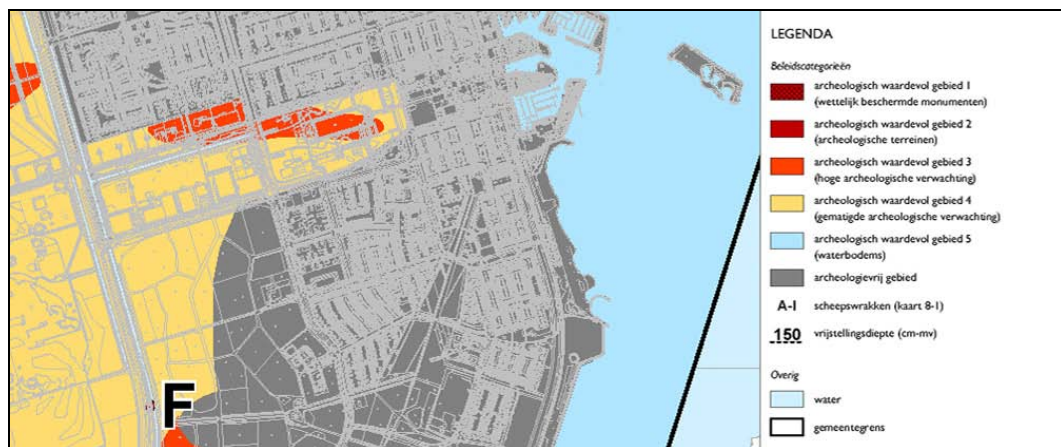 LEGENDA
Beleidscategorieën
archeologisch waardevol gebied 1
(wettelijk beschermde monumenten)
archeologisch waardevol gebied 2
(archeologische terreinen)
archeologisch waardevol gebied 3
(hoge archeologische verwachting)
archeologisch waardevol gebied 4
(gematigde archeologische verwachting)
archeologisch waardevol gebied 5
(waterbodems)
archeologievrij gebied
A-I scheepswrakken (kaart 8-1)
150 vrijstellingsdiepte (cm-mv)
Overig
water
gemeentegrens
F